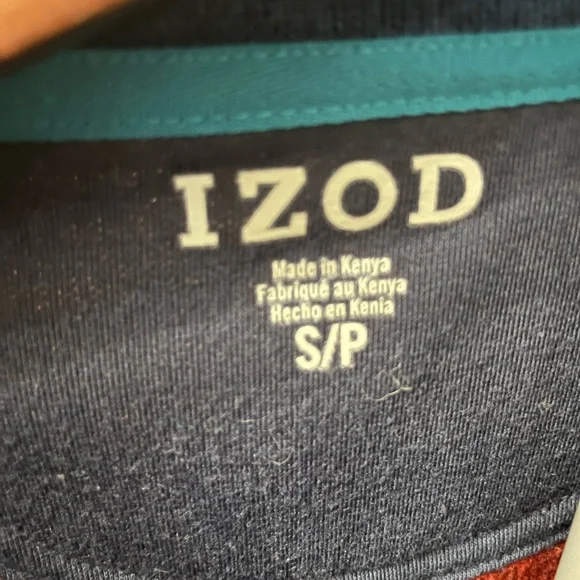 IZOD
Made in Kenya
Fabriqué au Kenya
Hecho en Kenia
S/P